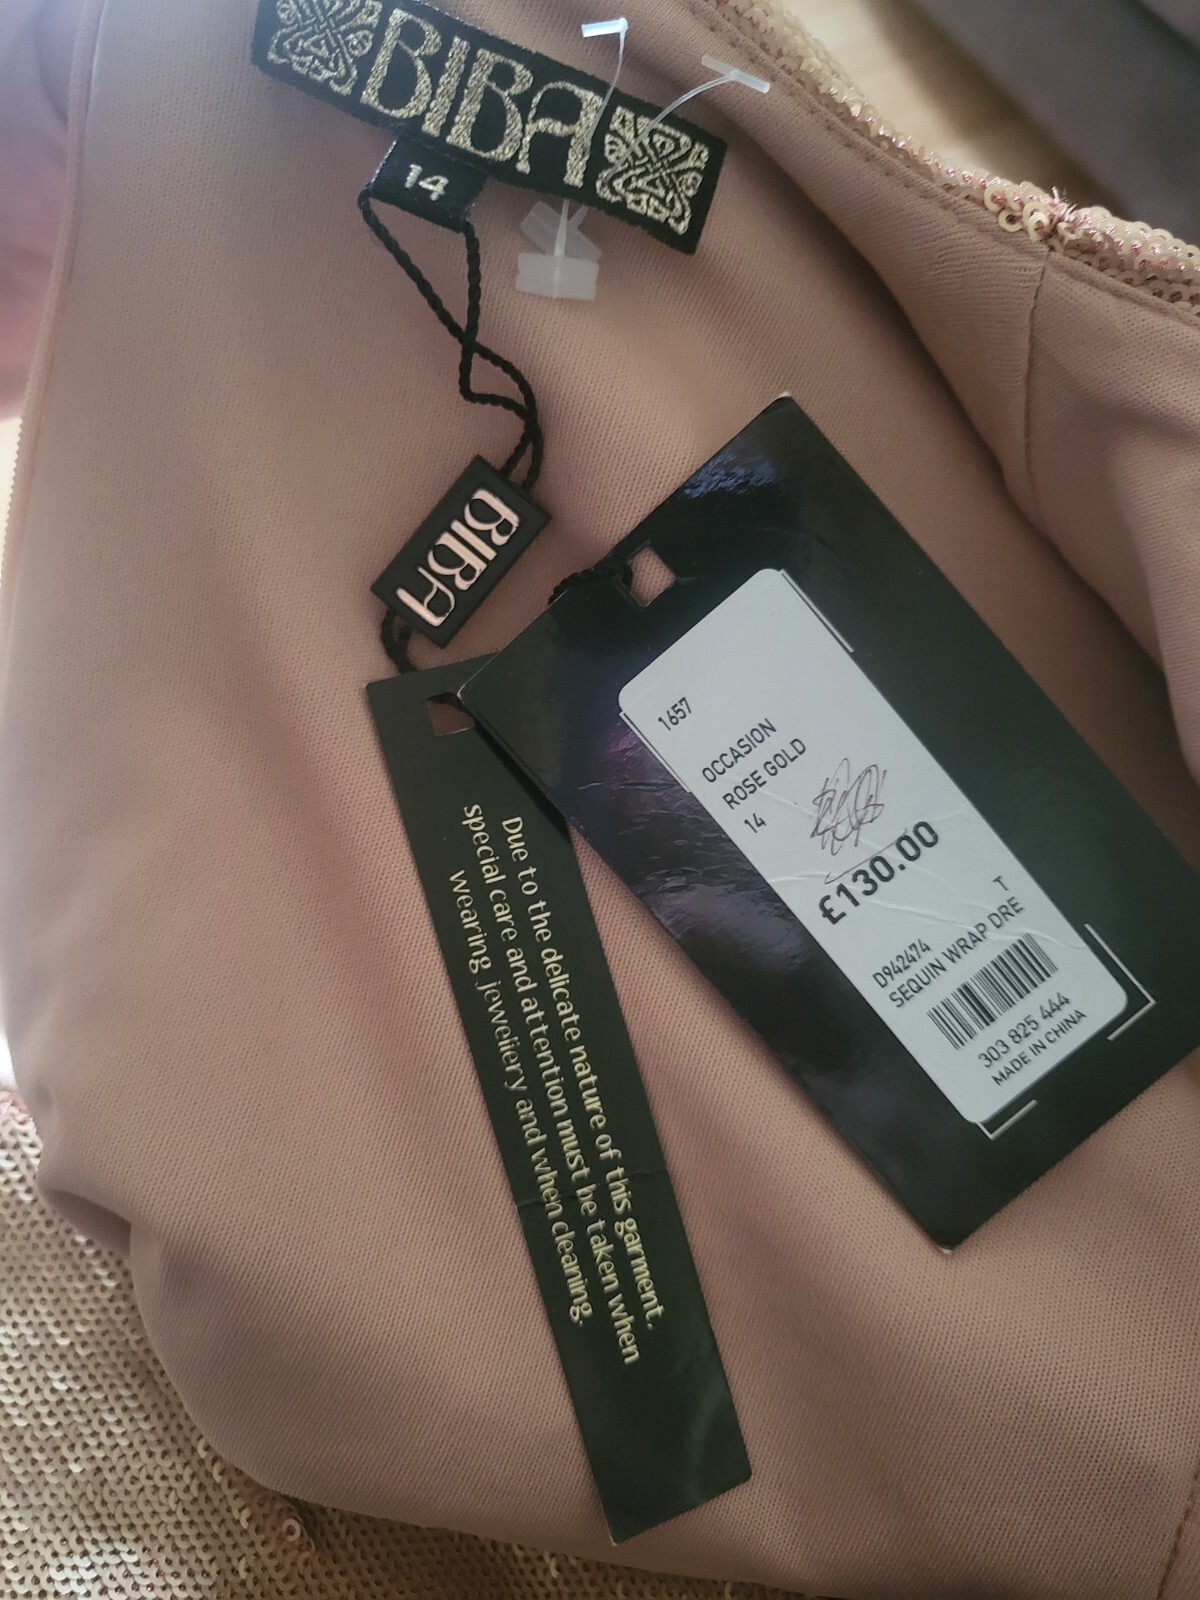 BIBA
14
BIBA
1657
OCCASION
ROSE GOLD
14
£130.00
T
D942474
SEQUIN WRAP DRE
303 825 444
MADE IN CHINA
Due to the delicate nature of this garment,
special care and attention must be taken when
wearing jewellery and when cleaning.